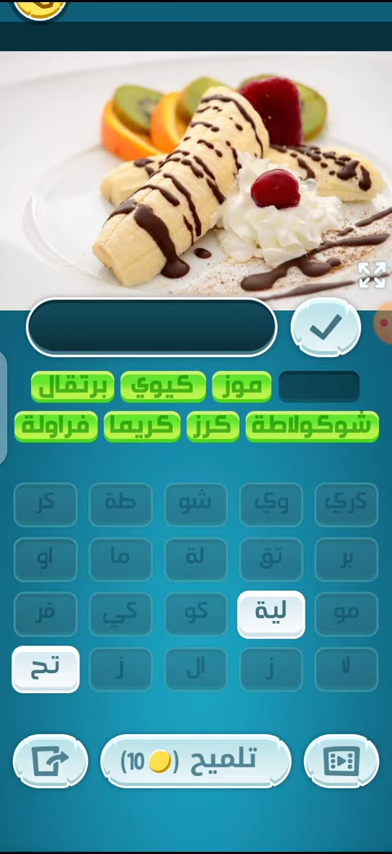 موز كيوي برتقال
شوكولاطة كرز كريما فراولة
كري وي شو طة كر
بر تق لة ما او
مو لية كو كي فر
لا ز ال ز تح
تلميح (10)